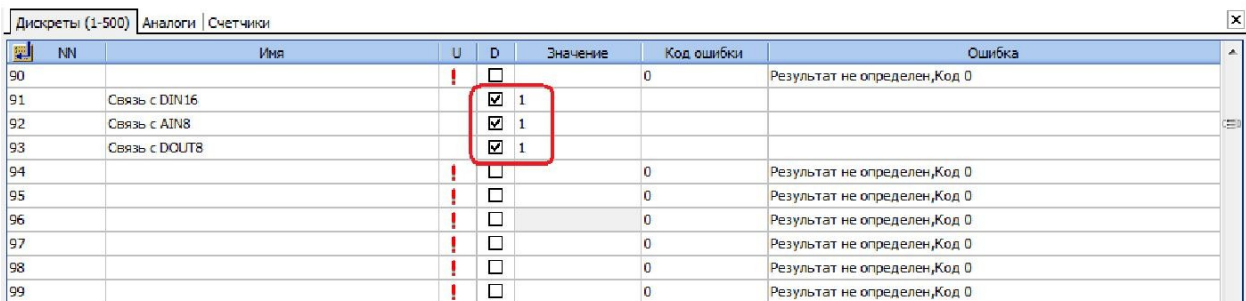 Дискреты (1-500) Аналоги Счетчики
NN Имя U D Значение Код ошибки Ошибка
90 ! 0 Результат не определен,Код 0
91 Связь с DIN16 1
92 Связь с AIN8 1
93 Связь с DOUT8 1
94 ! 0 Результат не определен,Код 0
95 ! 0 Результат не определен,Код 0
96 ! 0 Результат не определен,Код 0
97 ! 0 Результат не определен,Код 0
98 ! 0 Результат не определен,Код 0
99 ! 0 Результат не определен,Код 0